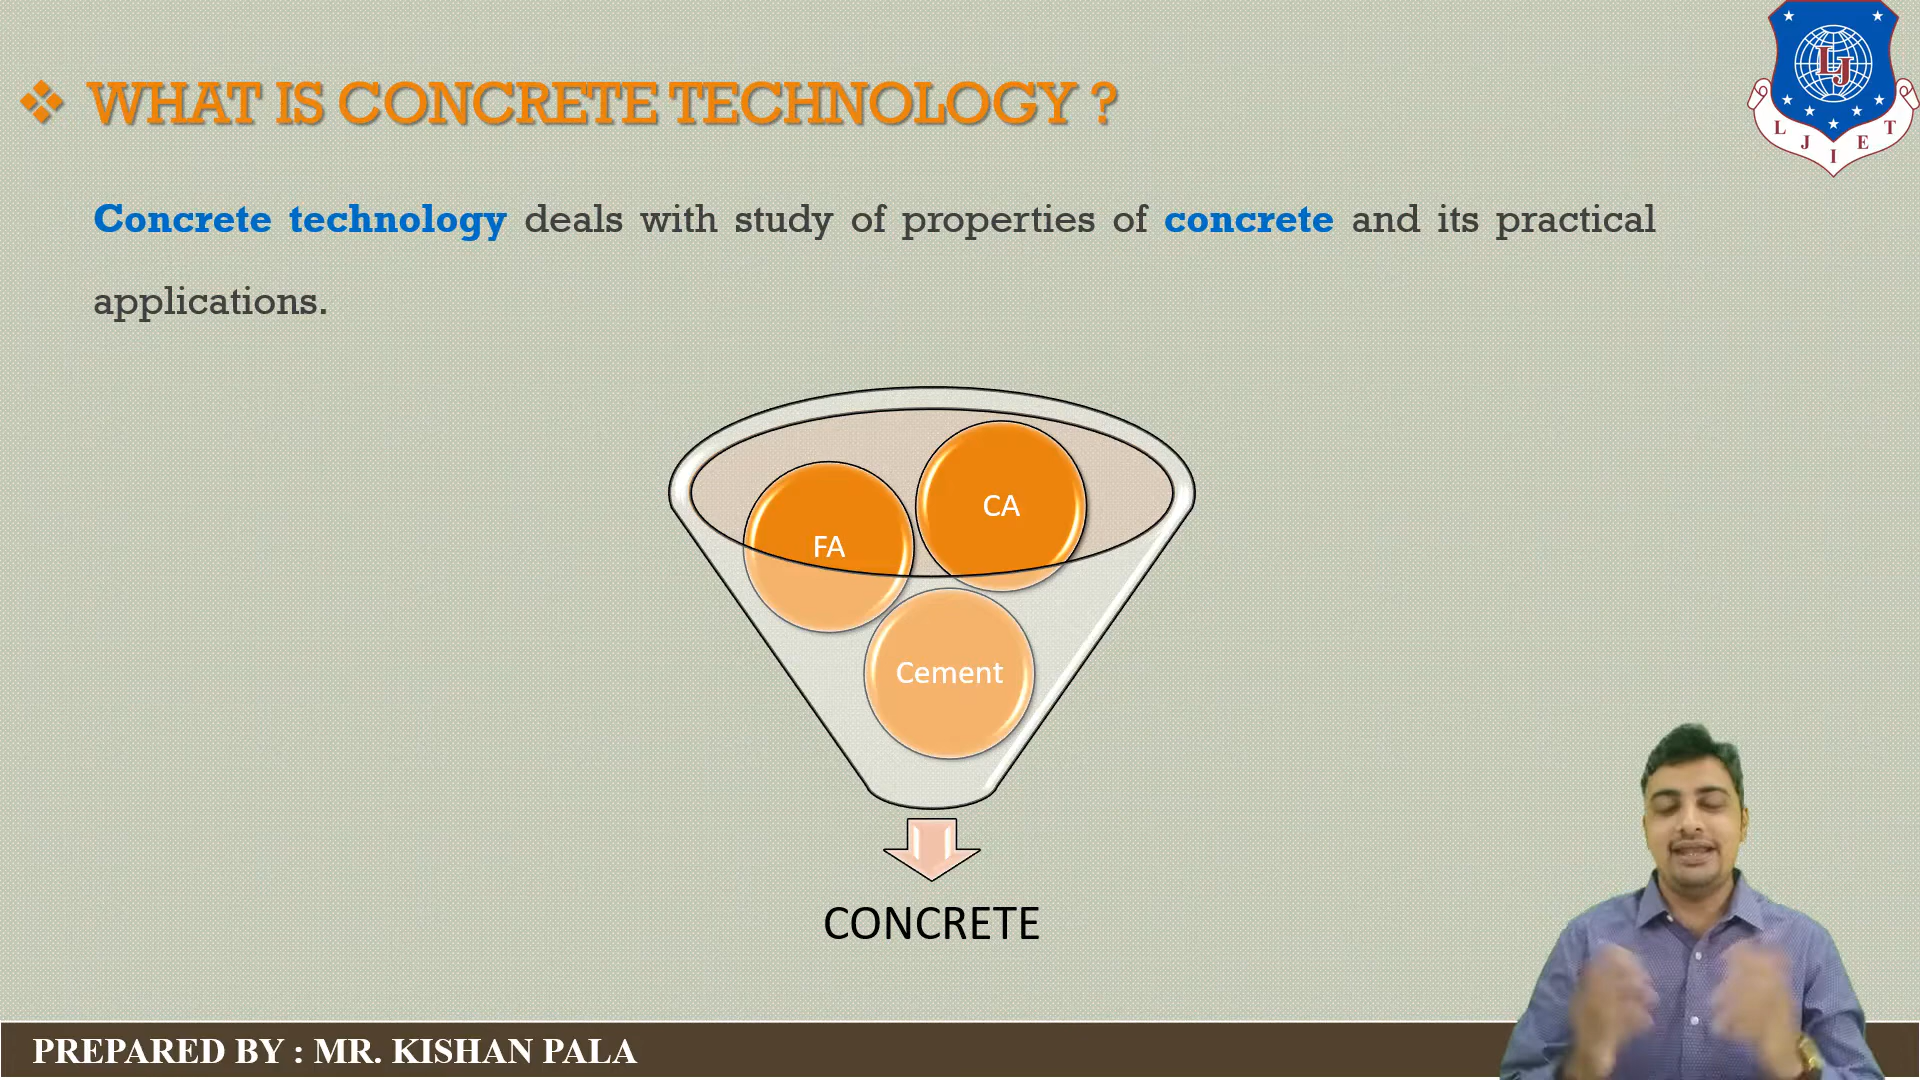 WHAT IS CONCRETE TECHNOLOGY ?
LJ
L J I E T
Concrete technology deals with study of properties of concrete and its practical
applications.
CA
FA
Cement
CONCRETE
PREPARED BY : MR. KISHAN PALA